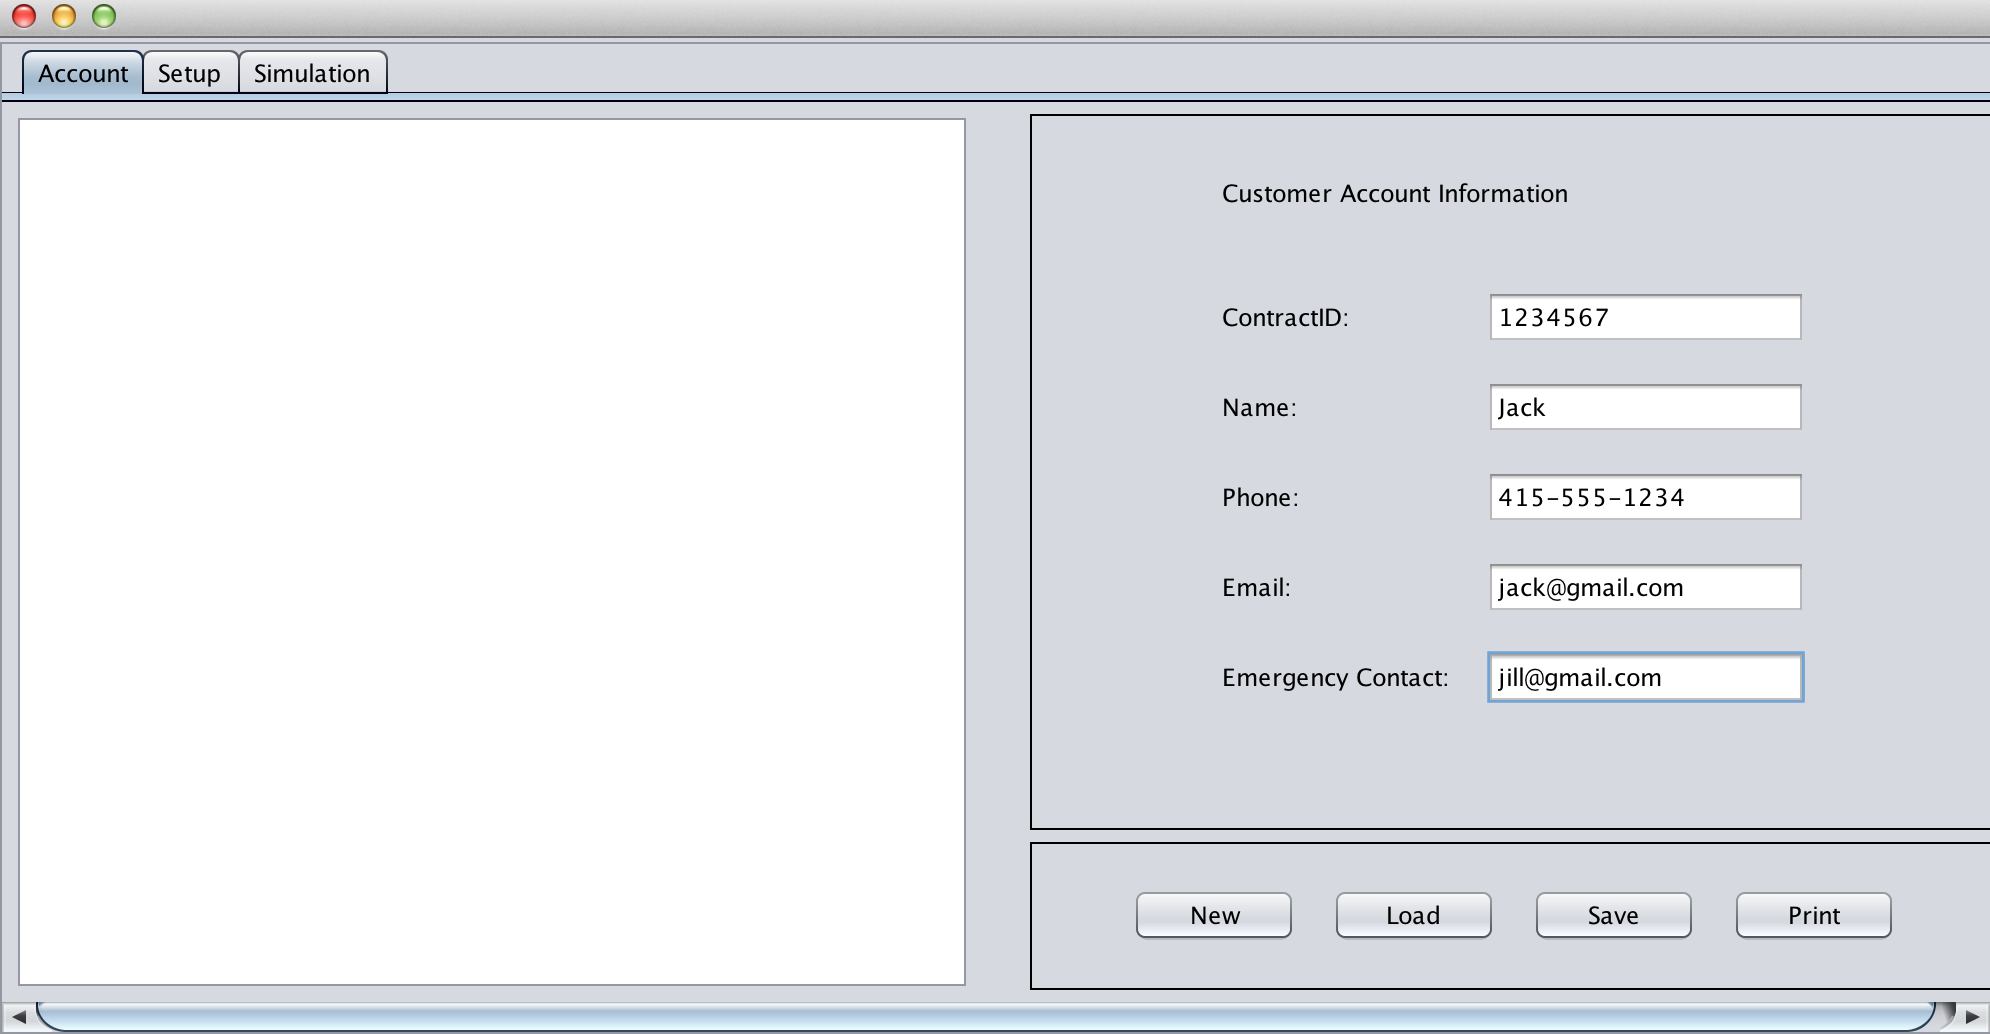 Account Setup Simulation
Customer Account Information
ContractID: 1234567
Name: Jack
Phone: 415-555-1234
Email: jack@gmail.com
Emergency Contact: jill@gmail.com
New Load Save Print